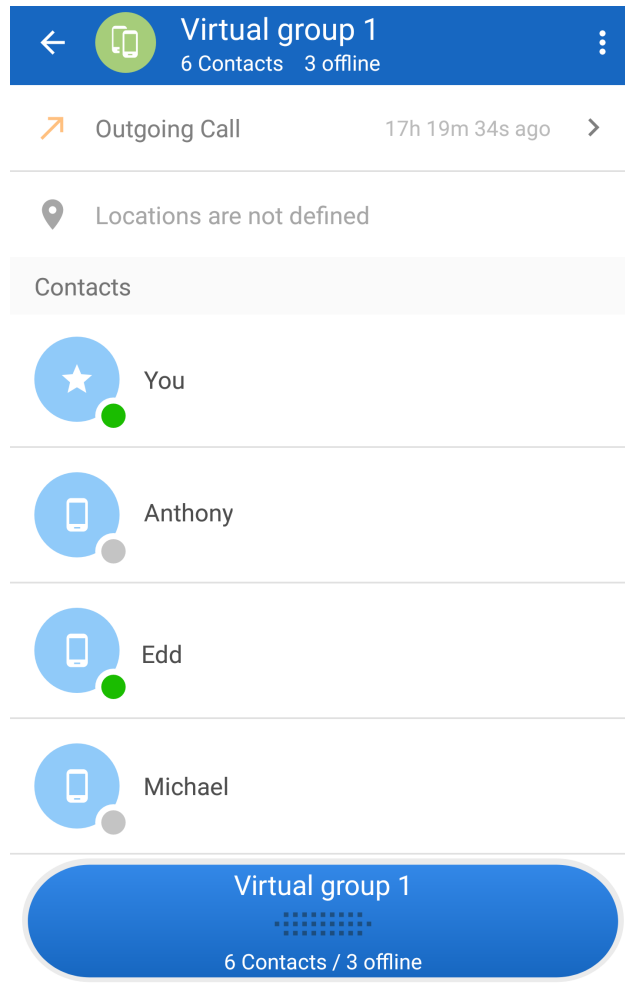 Virtual group 1
6 Contacts 3 offline
Outgoing Call 17h 19m 34s ago
Locations are not defined
Contacts
You
Anthony
Edd
Michael
Virtual group 1
6 Contacts / 3 offline